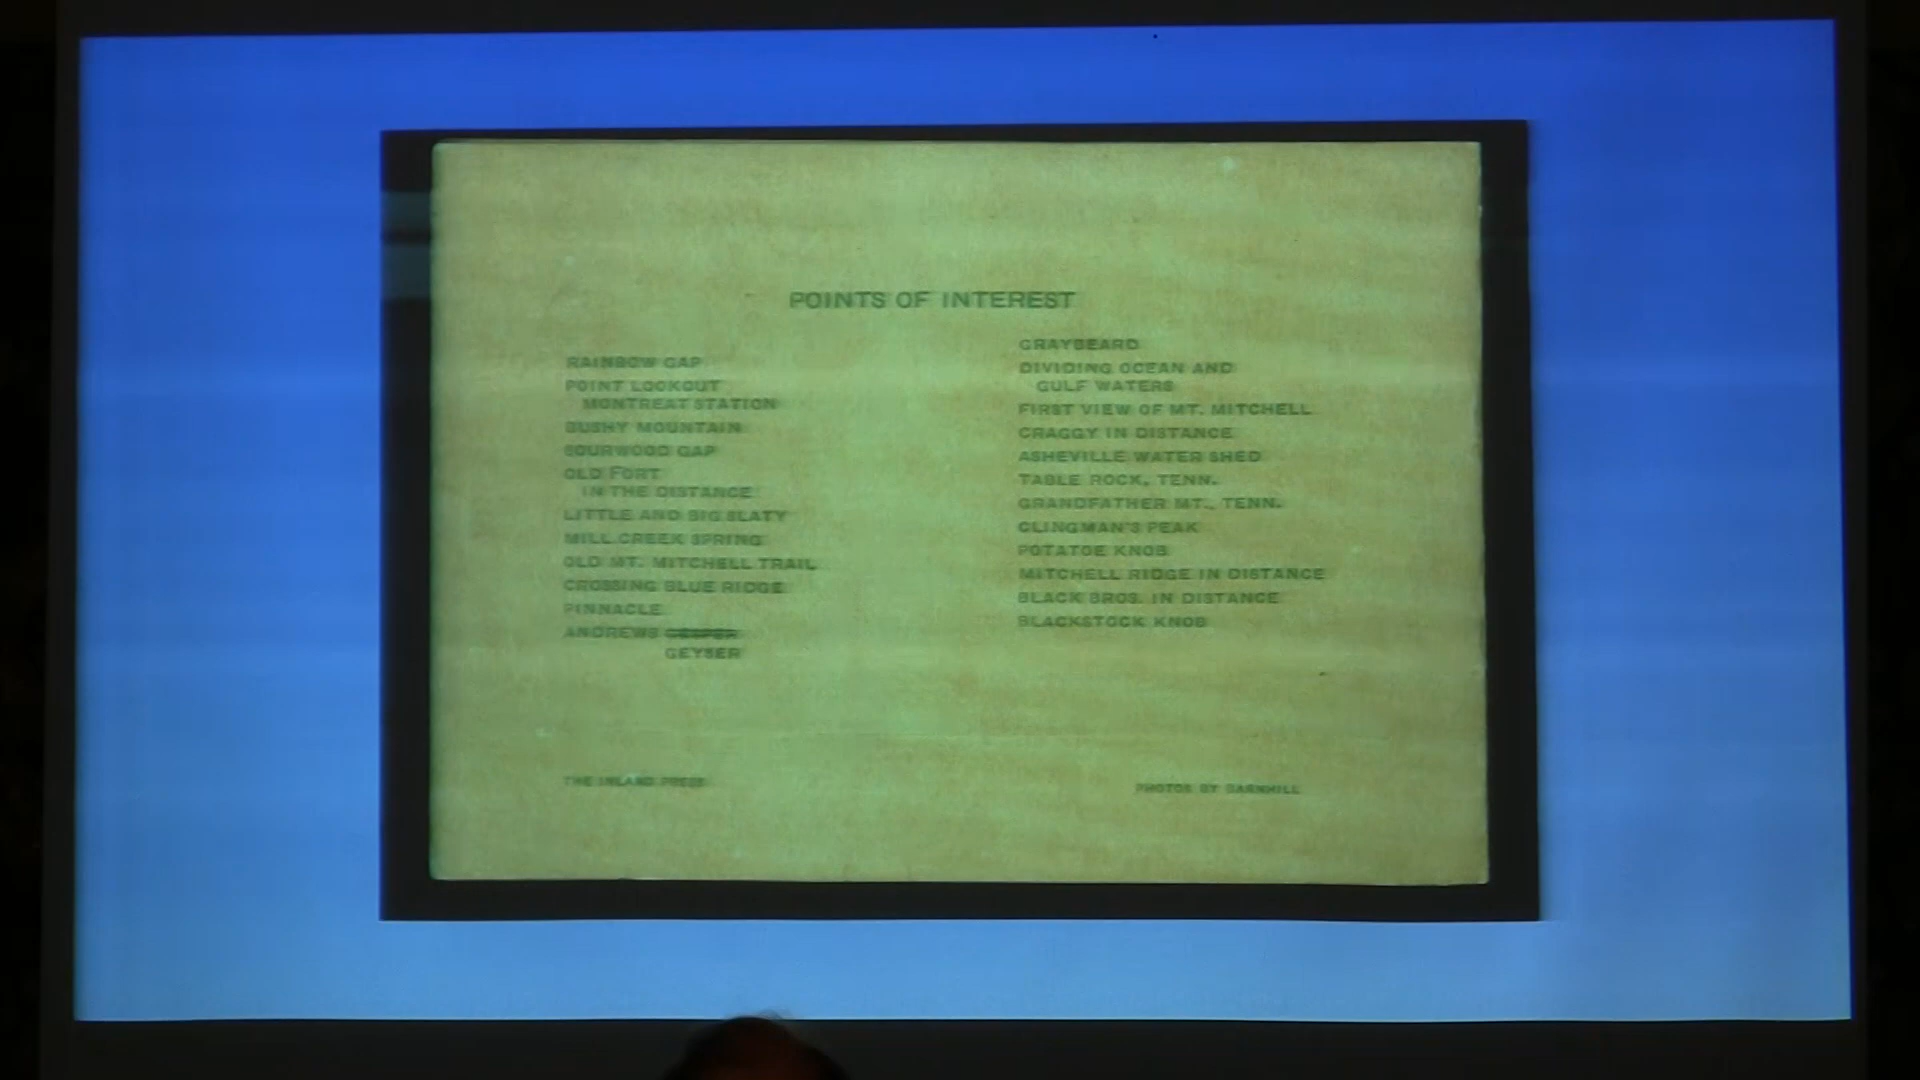 POINTS OF INTEREST
RAINBOW GAP
POINT LOOKOUT
MONTREAT STATION
BUSHY MOUNTAIN
SOURWOOD GAP
OLD FORT
IN THE DISTANCE
LITTLE AND BIG SLATY
MILL CREEK SPRING
OLD MT. MITCHELL TRAIL
CROSSING BLUE RIDGE
PINNACLE
ANDREWS
GEYSER
GRAYBEARD
DIVIDING OCEAN AND
GULF WATERS
FIRST VIEW OF MT. MITCHELL
CRAGGY IN DISTANCE
ASHEVILLE WATER SHED
TABLE ROCK, TENN.
GRANDFATHER MT., TENN.
CLINGMAN'S PEAK
POTATOE KNOB
MITCHELL RIDGE IN DISTANCE
BLACK BROS. IN DISTANCE
BLACKSTOCK KNOB
THE INLAND PRESS
PHOTOS BY BARNHILL